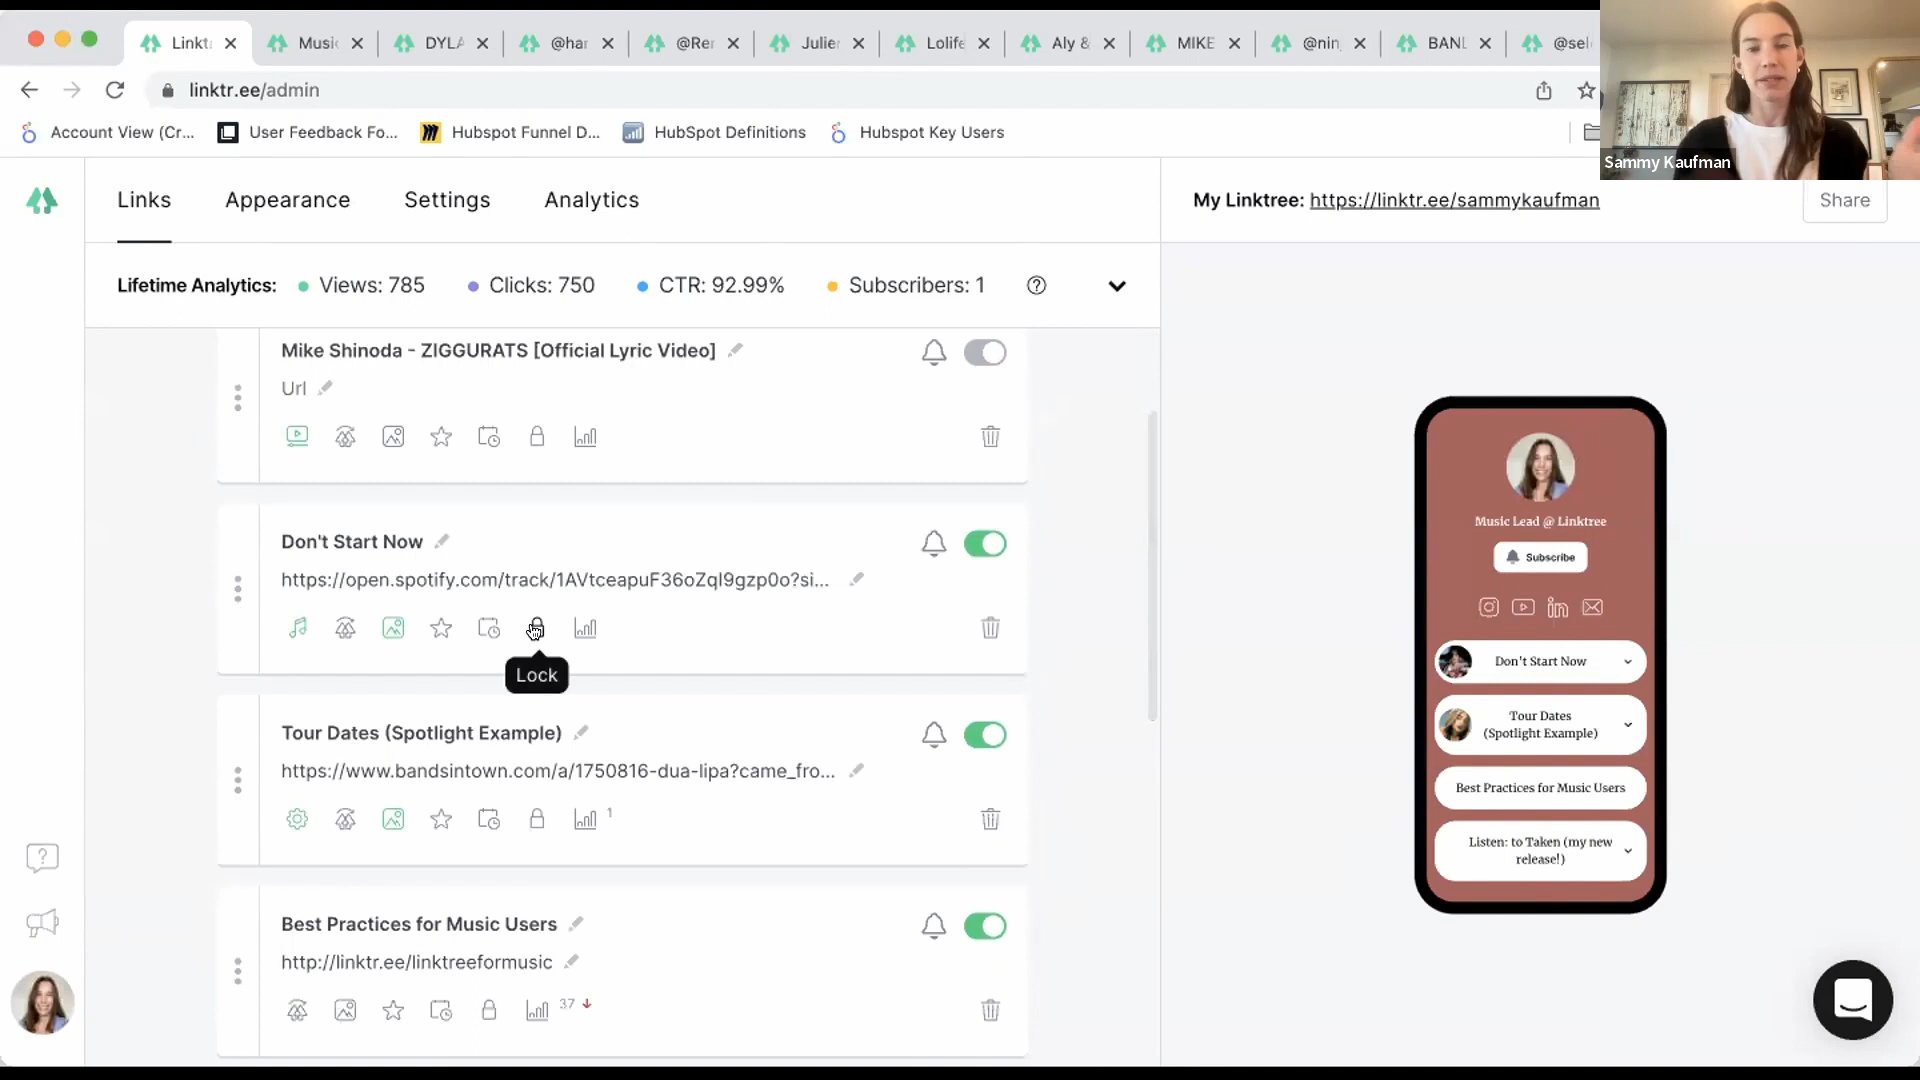 Linkt
Music
DYLA
@har
@Rer
Julier
Lolife
Aly &
MIKE
@nin
BANL
@sel
linktr.ee/admin
Account View (Cr...
User Feedback Fo...
Hubspot Funnel D...
HubSpot Definitions
Hubspot Key Users
Sammy Kaufman
Links
Appearance
Settings
Analytics
My Linktree: https://linktr.ee/sammykaufman
Share
Lifetime Analytics:
Views: 785
Clicks: 750
CTR: 92.99%
Subscribers: 1
Mike Shinoda - ZIGGURATS [Official Lyric Video]
Url
Don't Start Now
https://open.spotify.com/track/1AVtceapuF36oZql9gzp0o?si...
Lock
Tour Dates (Spotlight Example)
https://www.bandsintown.com/a/1750816-dua-lipa?came_fro...
1
Best Practices for Music Users
http://linktr.ee/linktreeformusic
37
Music Lead @ Linktree
Subscribe
Don't Start Now
Tour Dates
(Spotlight Example)
Best Practices for Music Users
Listen: to Taken (my new
release!)